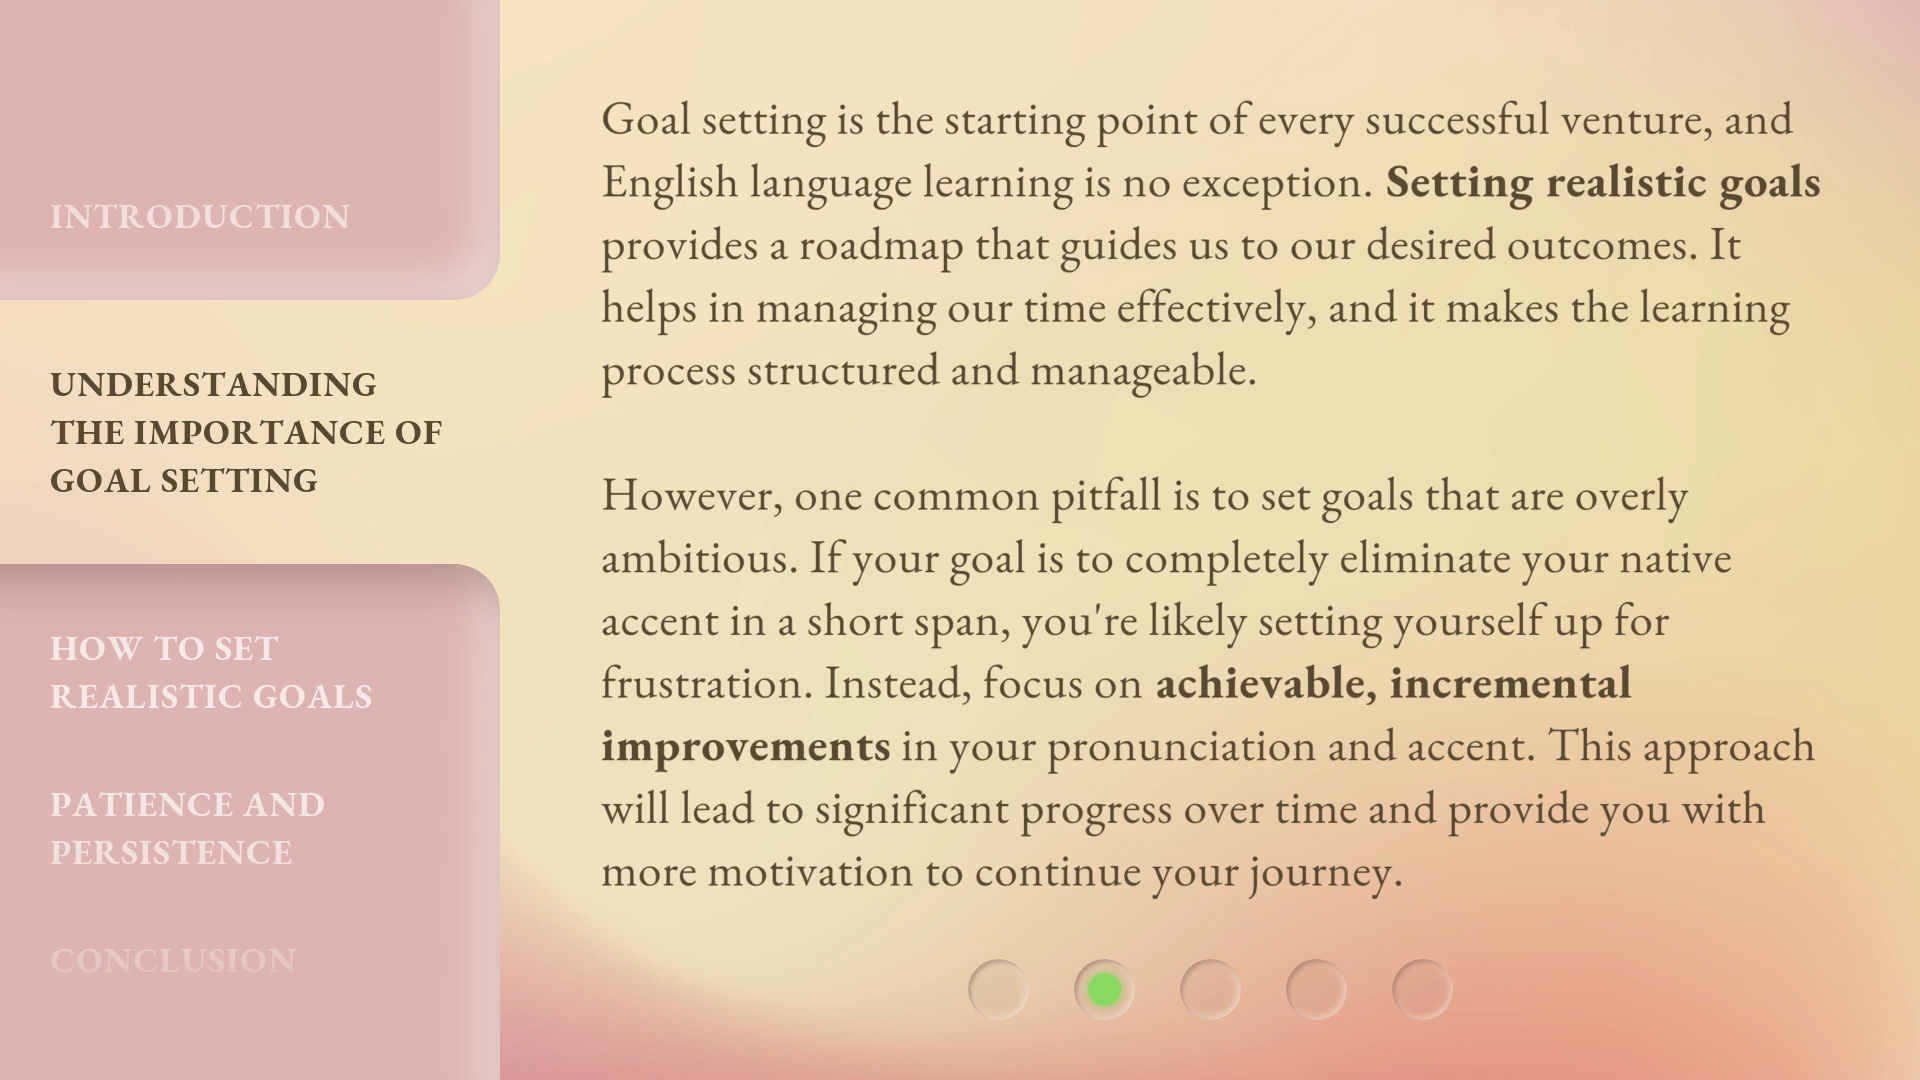 INTRODUCTION
UNDERSTANDING
THE IMPORTANCE OF
GOAL SETTING
HOW TO SET
REALISTIC GOALS
PATIENCE AND
PERSISTENCE
CONCLUSION
Goal setting is the starting point of every successful venture, and
English language learning is no exception. Setting realistic goals
provides a roadmap that guides us to our desired outcomes. It
helps in managing our time effectively, and it makes the learning
process structured and manageable.
However, one common pitfall is to set goals that are overly
ambitious. If your goal is to completely eliminate your native
accent in a short span, you're likely setting yourself up for
frustration. Instead, focus on achievable, incremental
improvements in your pronunciation and accent. This approach
will lead to significant progress over time and provide you with
more motivation to continue your journey.